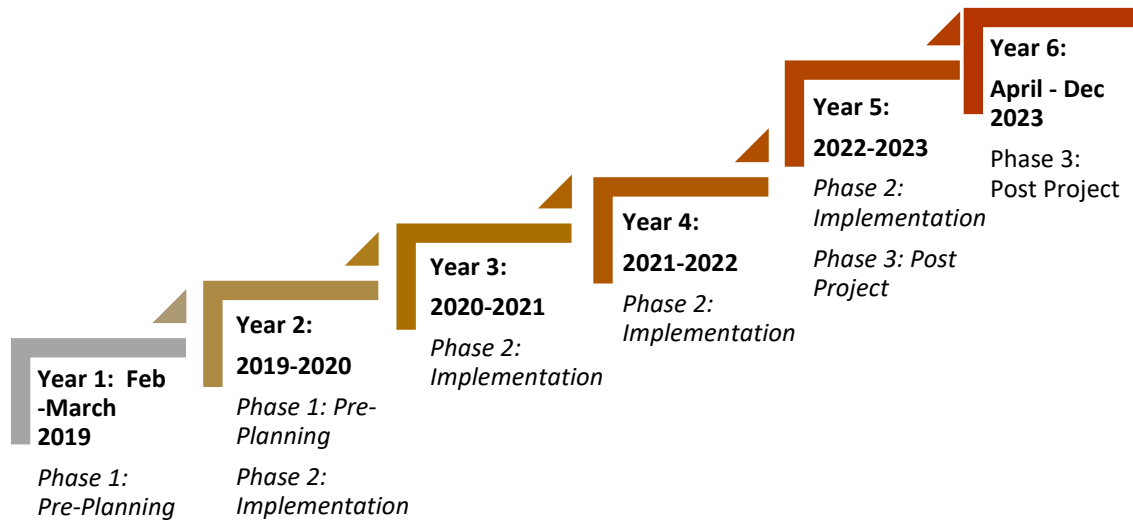 Year 1:  Feb
-March
2019
Phase 1:
Pre-Planning
Year 2:
2019-2020
Phase 1: Pre-
Planning
Phase 2:
Implementation
Year 3:
2020-2021
Phase 2:
Implementation
Year 4:
2021-2022
Phase 2:
Implementation
Year 5:
2022-2023
Phase 2:
Implementation
Phase 3: Post
Project
Year 6:
April - Dec
2023
Phase 3:
Post Project